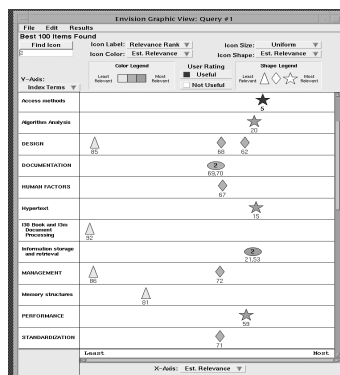 Envision Graphic View: Query #1
File Edit Results
Best 100 Items Found
Find Icon
Icon Label: Relevance Rank
Icon Size: Uniform
Icon Color: Est. Relevance
Icon Shape: Est. Relevance
Color Legend
User Rating
Shape Legend
Least Relevant
Most Relevant
Useful
Least Relevant
Most Relevant
Not Useful
Y-Axis:
Index Terms
Access methods
5
Algorithm Analysis
20
DESIGN
85 68 62
DOCUMENTATION
2
69,70
HUMAN FACTORS
67
Hypertext
15
I30 Book and I3m
Document
Processing
92
Information storage
and retrieval
2
21,53
MANAGEMENT
86 72
Memory structures
81
PERFORMANCE
59
STANDARDIZATION
71
Least Most
X-Axis: Est. Relevance